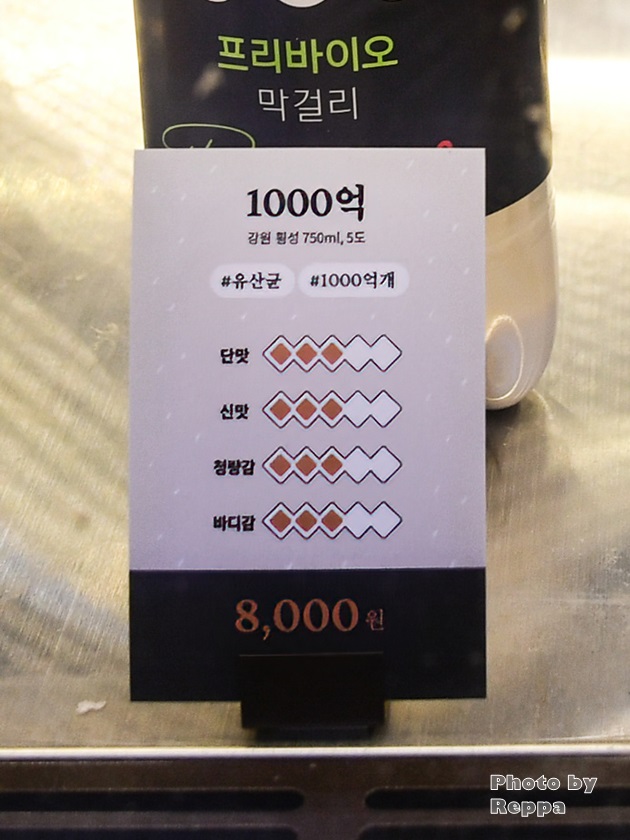 프리바이오
막걸리
1000억
강원 횡성 750ml, 5도
#유산균 #1000억개
단맛
신맛
청량감
바디감
8,000원
Photo by
Reppa